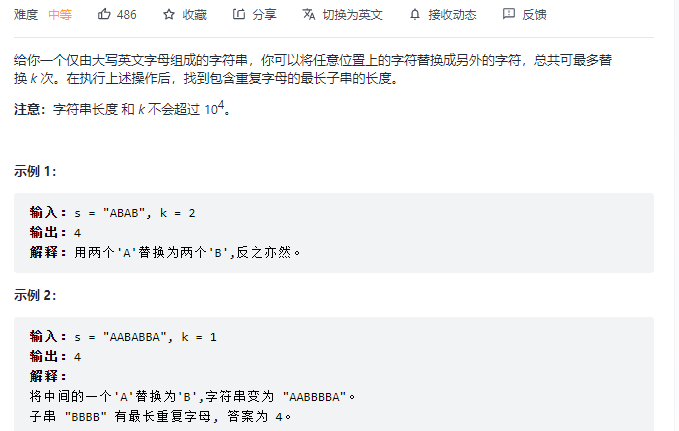 难度 中等 486 收藏 分享 切换为英文 接收动态 反馈
给你一个仅由大写英文字母组成的字符串，你可以将任意位置上的字符替换成另外的字符，总共可最多替
换 k 次。在执行上述操作后，找到包含重复字母的最长子串的长度。
注意：字符串长度 和 k 不会超过 10⁴。
示例 1：
输入：s = "ABAB", k = 2
输出：4
解释：用两个'A'替换为两个'B',反之亦然。
示例 2：
输入：s = "AABABBA", k = 1
输出：4
解释：
将中间的一个'A'替换为'B',字符串变为 "AABBBBA"。
子串 "BBBB" 有最长重复字母, 答案为 4。